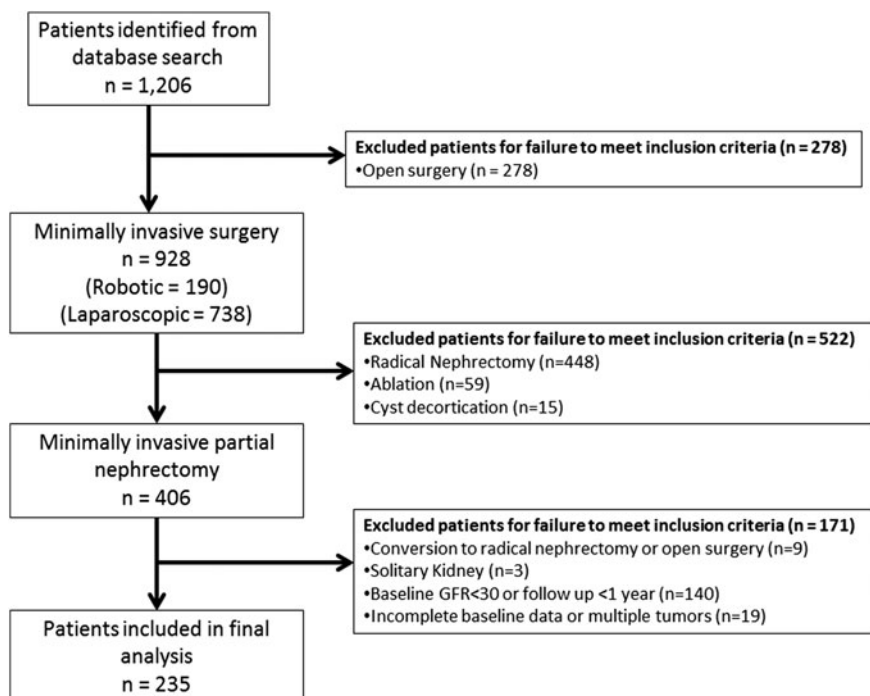 Patients identified from
database search
n = 1,206
Excluded patients for failure to meet inclusion criteria (n = 278)
•Open surgery (n = 278)
Minimally invasive surgery
n = 928
(Robotic = 190)
(Laparoscopic = 738)
Excluded patients for failure to meet inclusion criteria (n = 522)
•Radical Nephrectomy (n=448)
•Ablation (n=59)
•Cyst decortication (n=15)
Minimally invasive partial
nephrectomy
n = 406
Excluded patients for failure to meet inclusion criteria (n = 171)
•Conversion to radical nephrectomy or open surgery (n=9)
•Solitary Kidney (n=3)
•Baseline GFR<30 or follow up <1 year (n=140)
•Incomplete baseline data or multiple tumors (n=19)
Patients included in final
analysis
n = 235